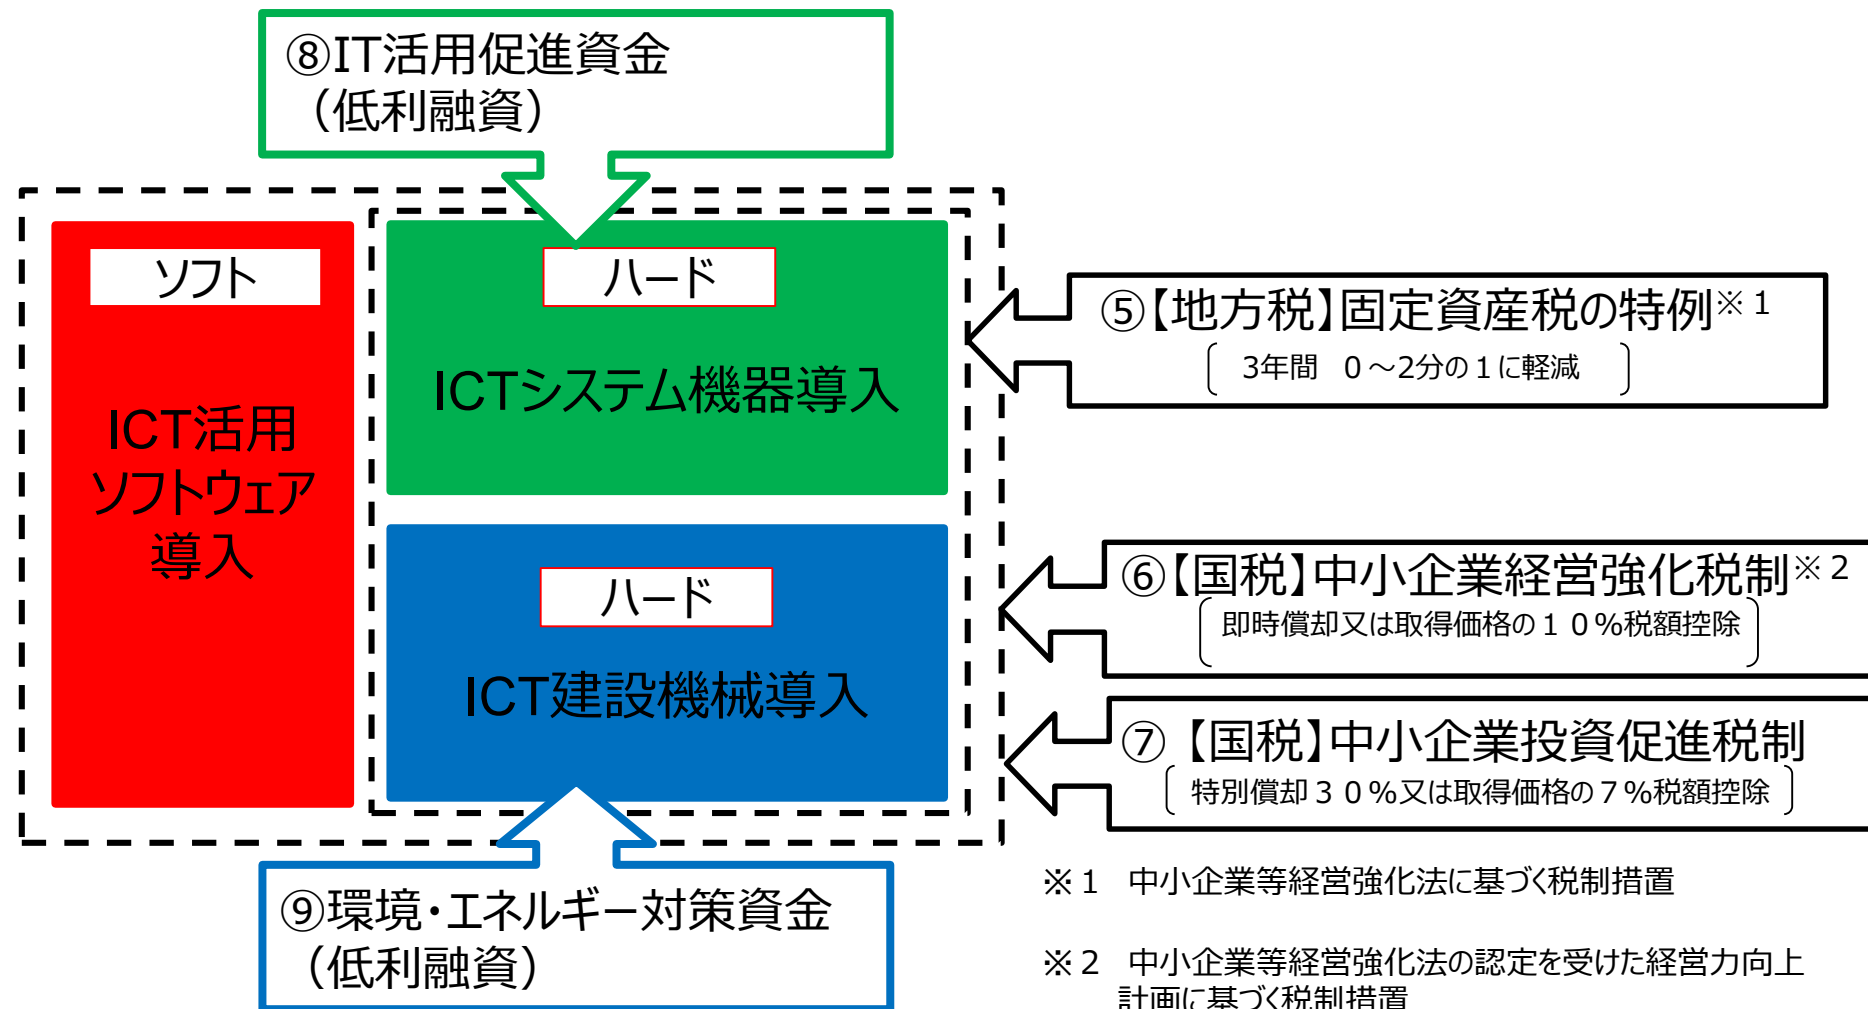 ⑧IT活用促進資金
（低利融資）
ソフト
ICT活用
ソフトウェア
導入
ハード
ICTシステム機器導入
ハード
ICT建設機械導入
⑤【地方税】固定資産税の特例※１
3年間　０～2分の１に軽減
⑥【国税】中小企業経営強化税制※２
即時償却又は取得価格の１０％税額控除
⑦【国税】中小企業投資促進税制
特別償却３０％又は取得価格の７％税額控除
⑨環境・エネルギー対策資金
（低利融資）
※１　中小企業等経営強化法に基づく税制措置
※２　中小企業等経営強化法の認定を受けた経営力向上
計画に基づく税制措置